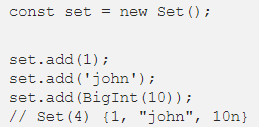 const set = new Set();
set.add(1);
set.add('john');
set.add(BigInt(10));
// Set(4) {1, "john", 10n}